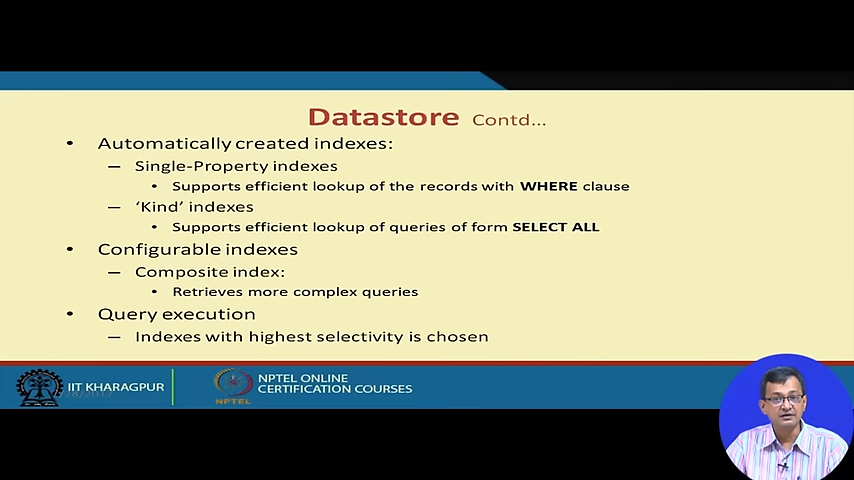 Datastore Contd...
• Automatically created indexes:
– Single-Property indexes
• Supports efficient lookup of the records with WHERE clause
– ‘Kind’ indexes
• Supports efficient lookup of queries of form SELECT ALL
• Configurable indexes
– Composite index:
• Retrieves more complex queries
• Query execution
– Indexes with highest selectivity is chosen
IIT KHARAGPUR
NPTEL
NPTEL ONLINE
CERTIFICATION COURSES